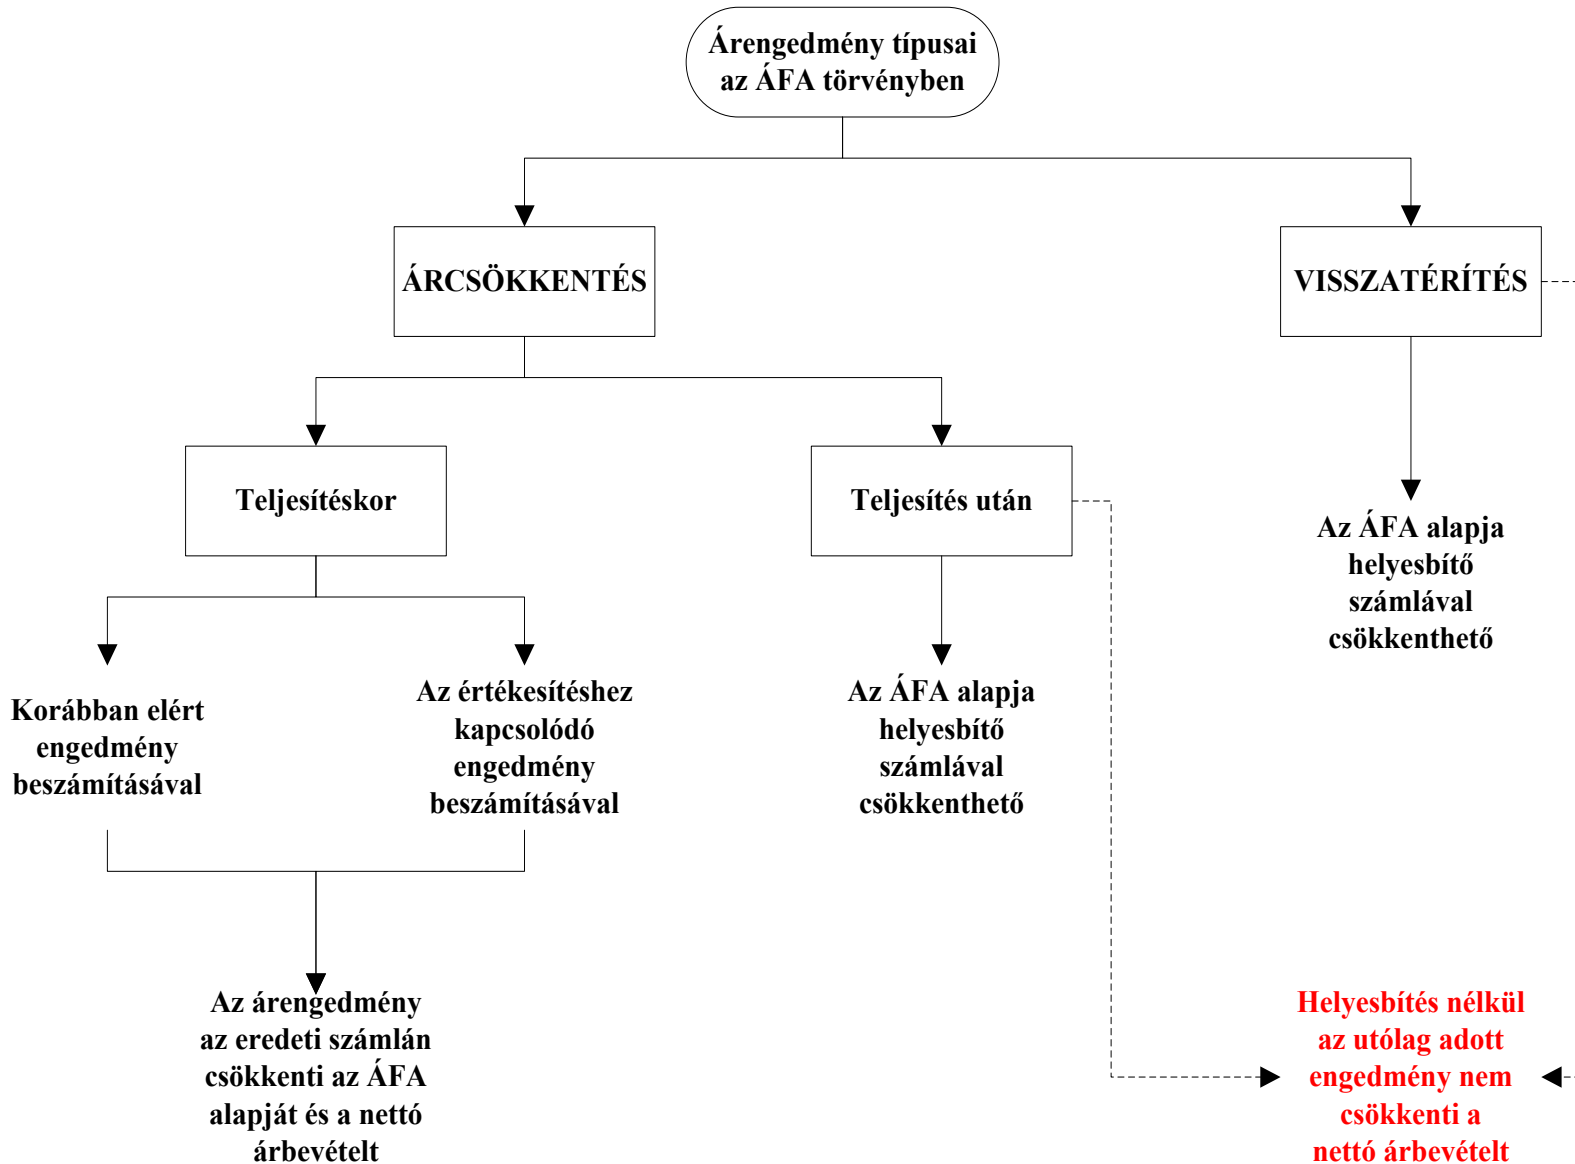 Árengedmény típusai
az ÁFA törvényben
ÁRCSÖKKENTÉS
VISSZATÉRÍTÉS
Teljesítéskor
Teljesítés után
Az ÁFA alapja
helyesbítő
számlával
csökkenthető
Korábban elért
engedmény
beszámításával
Az értékesítéshez
kapcsolódó
engedmény
beszámításával
Az ÁFA alapja
helyesbítő
számlával
csökkenthető
Az árengedmény
az eredeti számlán
csökkenti az ÁFA
alapját és a nettó
árbevételt
Helyesbítés nélkül
az utólag adott
engedmény nem
csökkenti a
nettó árbevételt